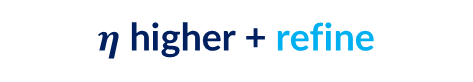 η higher + refine